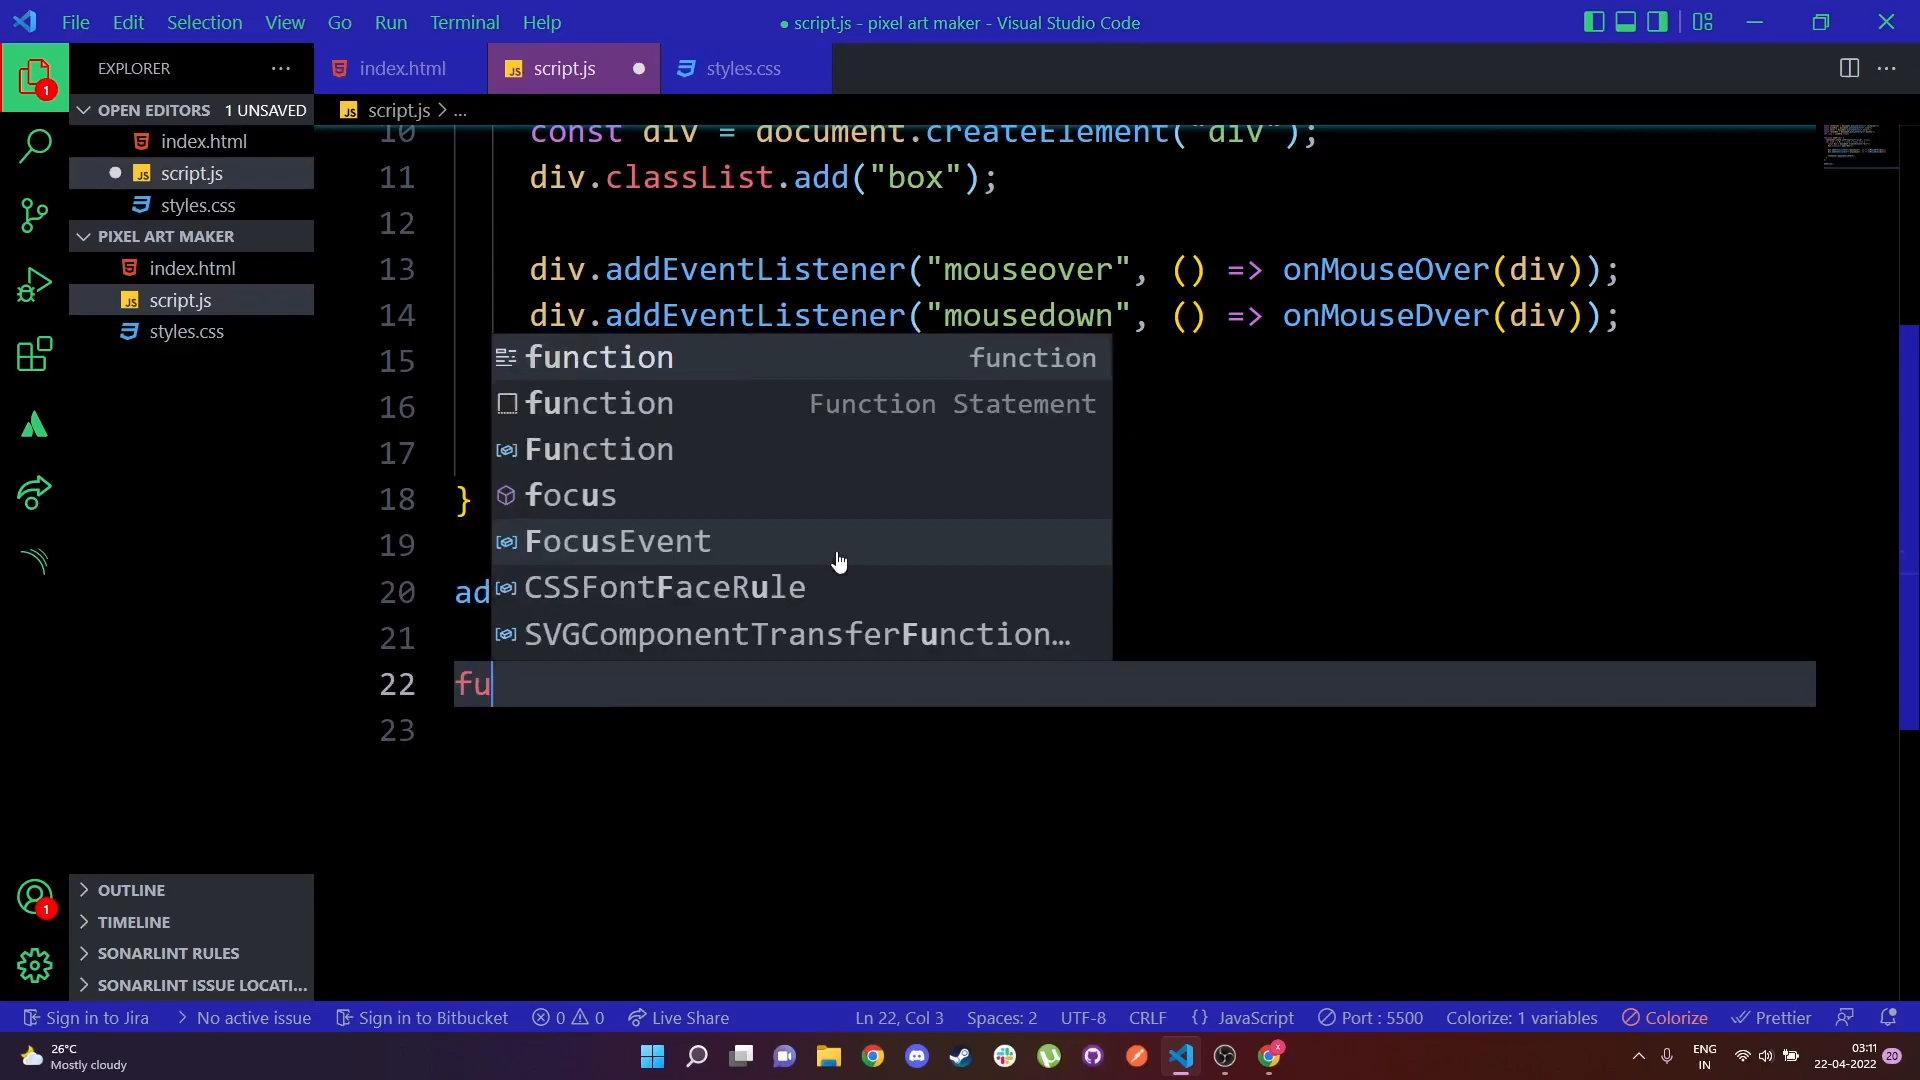 File Edit Selection View Go Run Terminal Help
● script.js - pixel art maker - Visual Studio Code
EXPLORER
index.html
JS script.js
styles.css
1
OPEN EDITORS 1 UNSAVED
index.html
JS script.js
styles.css
PIXEL ART MAKER
index.html
JS script.js
styles.css
OUTLINE
TIMELINE
SONARLINT RULES
SONARLINT ISSUE LOCATI...
1
JS script.js > ...
10 const div = document.createElement("div");
11 div.classList.add("box");
12
13 div.addEventListener("mouseover", () => onMouseOver(div));
14 div.addEventListener("mousedown", () => onMouseDver(div));
15
16
17
18 }
19
20 ad
21
22 fu
23
function function
function Function Statement
Function
focus
FocusEvent
CSSFontFaceRule
SVGComponentTransferFunction…
Sign in to Jira > No active issue Sign in to Bitbucket 0 0 Live Share Ln 22, Col 3 Spaces: 2 UTF-8 CRLF {} JavaScript Port : 5500 Colorize: 1 variables Colorize Prettier
26°C
Mostly cloudy
ENG
IN
03:11
22-04-2022
20